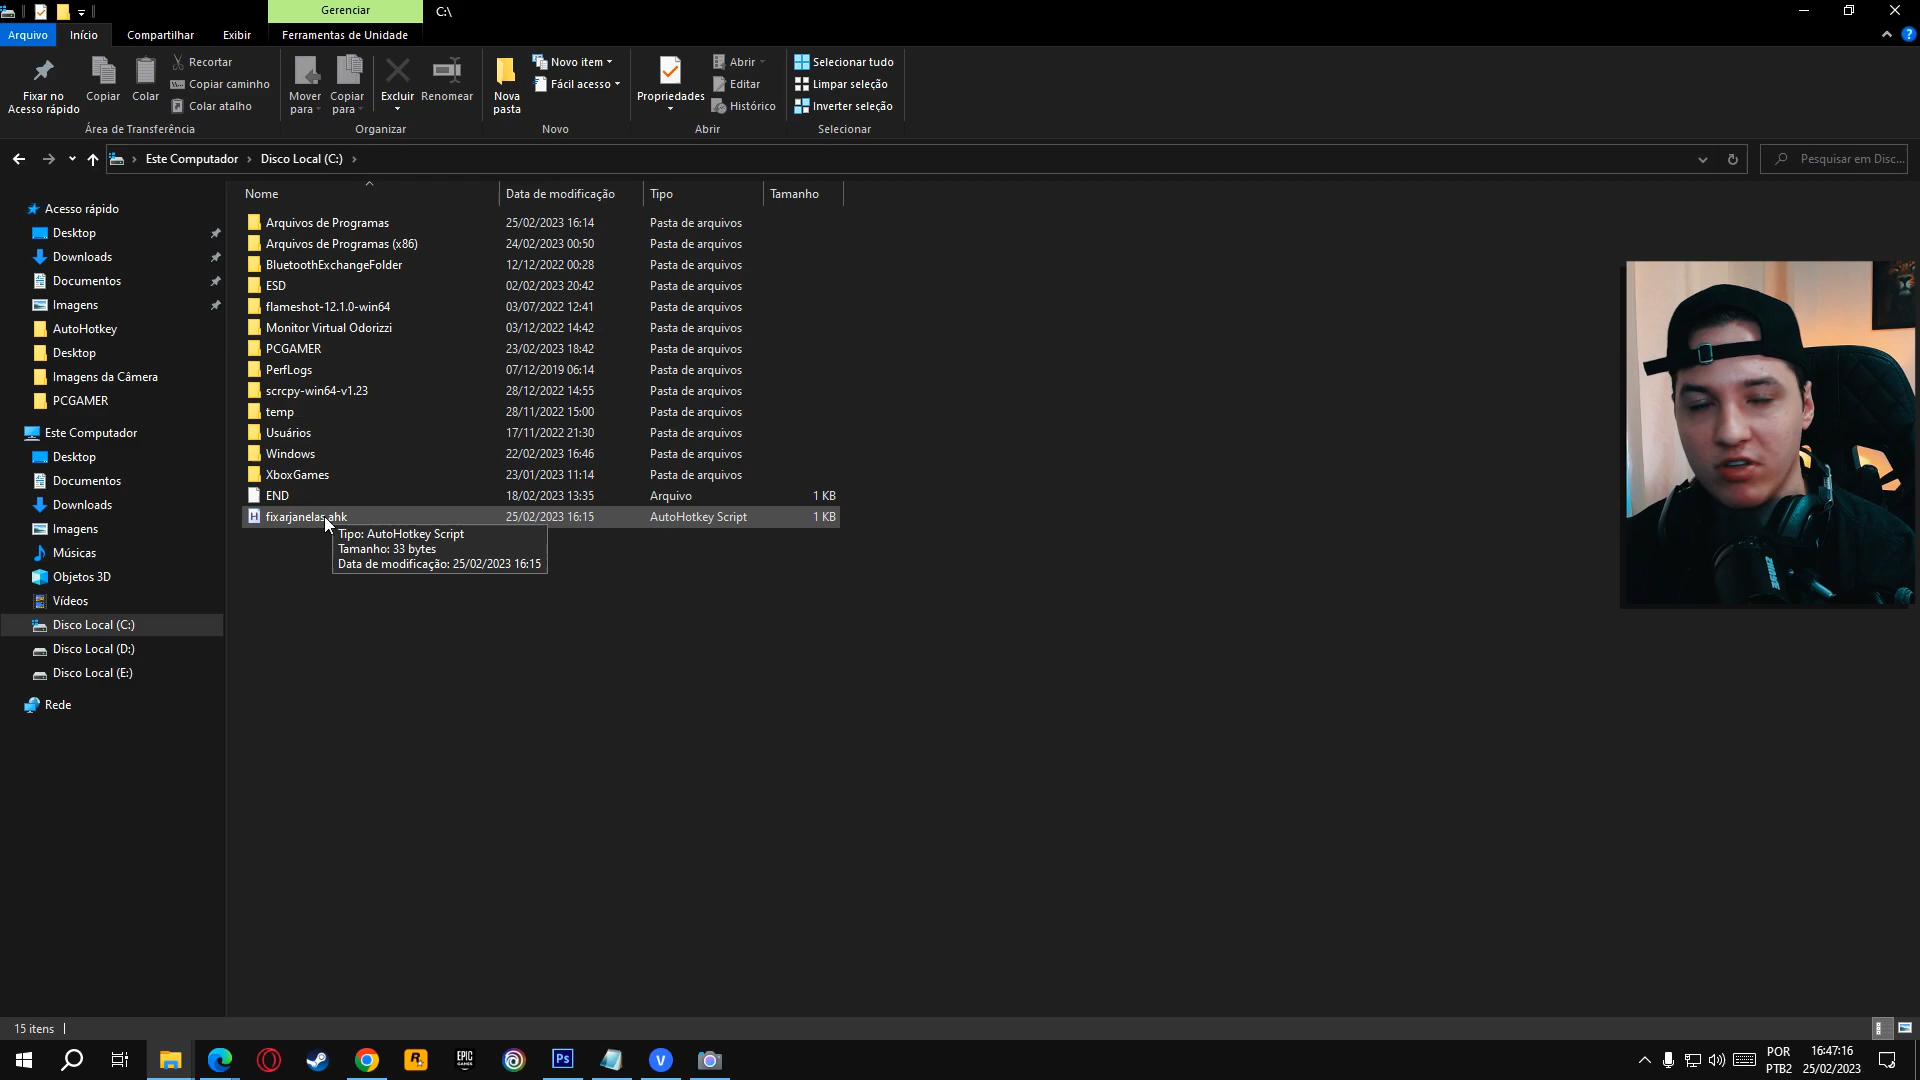 Gerenciar
C:\
Arquivo
Início
Compartilhar
Exibir
Ferramentas de Unidade
Fixar no
Acesso rápido
Copiar
Colar
Recortar
Copiar caminho
Colar atalho
Área de Transferência
Mover
para
Copiar
para
Excluir
Renomear
Organizar
Nova
pasta
Novo item
Fácil acesso
Novo
Propriedades
Abrir
Editar
Histórico
Abrir
Selecionar tudo
Limpar seleção
Inverter seleção
Selecionar
Este Computador
Disco Local (C:)
Pesquisar em Disc...
Acesso rápido
Desktop
Downloads
Documentos
Imagens
AutoHotkey
Desktop
Imagens da Câmera
PCGAMER
Este Computador
Desktop
Documentos
Downloads
Imagens
Músicas
Objetos 3D
Vídeos
Disco Local (C:)
Disco Local (D:)
Disco Local (E:)
Rede
Nome Data de modificação Tipo Tamanho
Arquivos de Programas 25/02/2023 16:14 Pasta de arquivos
Arquivos de Programas (x86) 24/02/2023 00:50 Pasta de arquivos
BluetoothExchangeFolder 12/12/2022 00:28 Pasta de arquivos
ESD 02/02/2023 20:42 Pasta de arquivos
flameshot-12.1.0-win64 03/07/2022 12:41 Pasta de arquivos
Monitor Virtual Odorizzi 03/12/2022 14:42 Pasta de arquivos
PCGAMER 23/02/2023 18:42 Pasta de arquivos
PerfLogs 07/12/2019 06:14 Pasta de arquivos
scrcpy-win64-v1.23 28/12/2022 14:55 Pasta de arquivos
temp 28/11/2022 15:00 Pasta de arquivos
Usuários 17/11/2022 21:30 Pasta de arquivos
Windows 22/02/2023 16:46 Pasta de arquivos
XboxGames 23/01/2023 11:14 Pasta de arquivos
END 18/02/2023 13:35 Arquivo 1 KB
fixarjanelas.ahk 25/02/2023 16:15 AutoHotkey Script 1 KB
Tipo: AutoHotkey Script
Tamanho: 33 bytes
Data de modificação: 25/02/2023 16:15
15 itens
R
EPIC
GAMES
Ps
V
POR
PTB2
16:47:16
25/02/2023